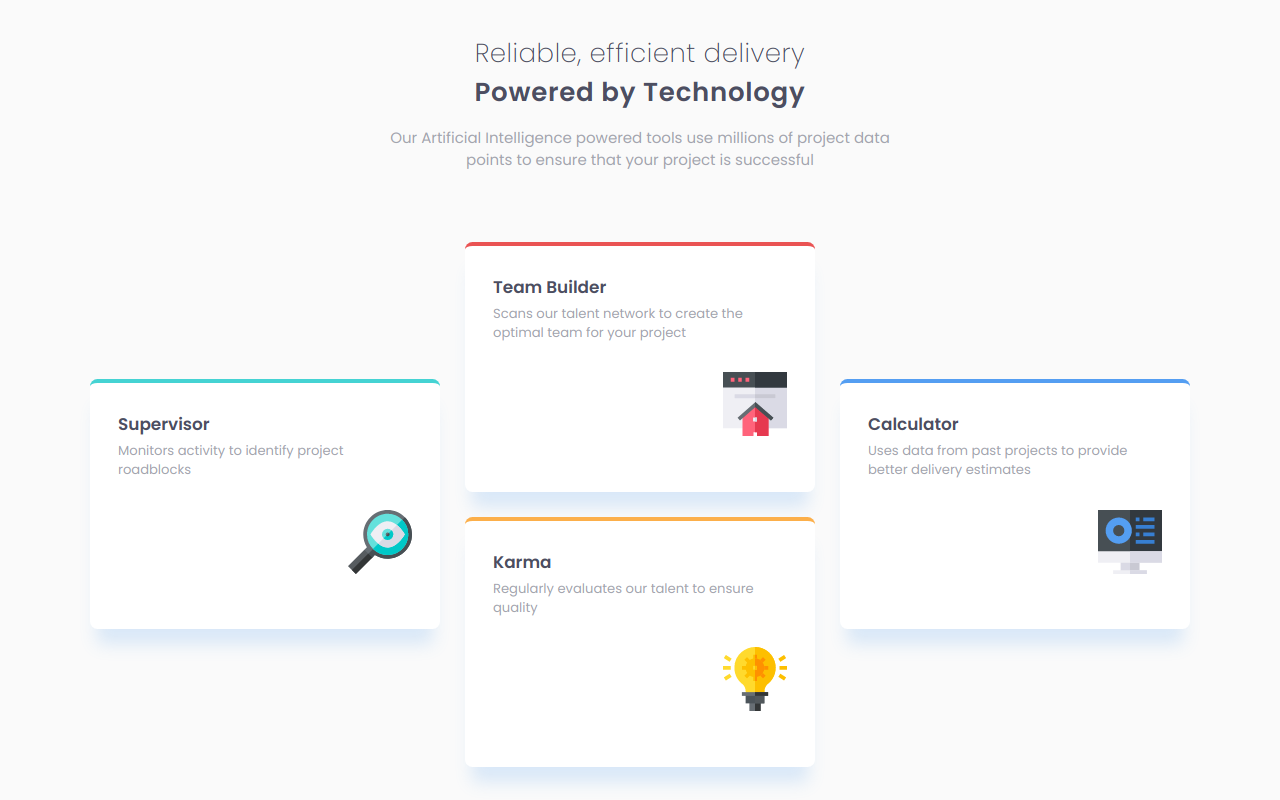 Reliable, efficient delivery
Powered by Technology
Our Artificial Intelligence powered tools use millions of project data
points to ensure that your project is successful
Supervisor
Monitors activity to identify project
roadblocks
Team Builder
Scans our talent network to create the
optimal team for your project
Karma
Regularly evaluates our talent to ensure
quality
Calculator
Uses data from past projects to provide
better delivery estimates